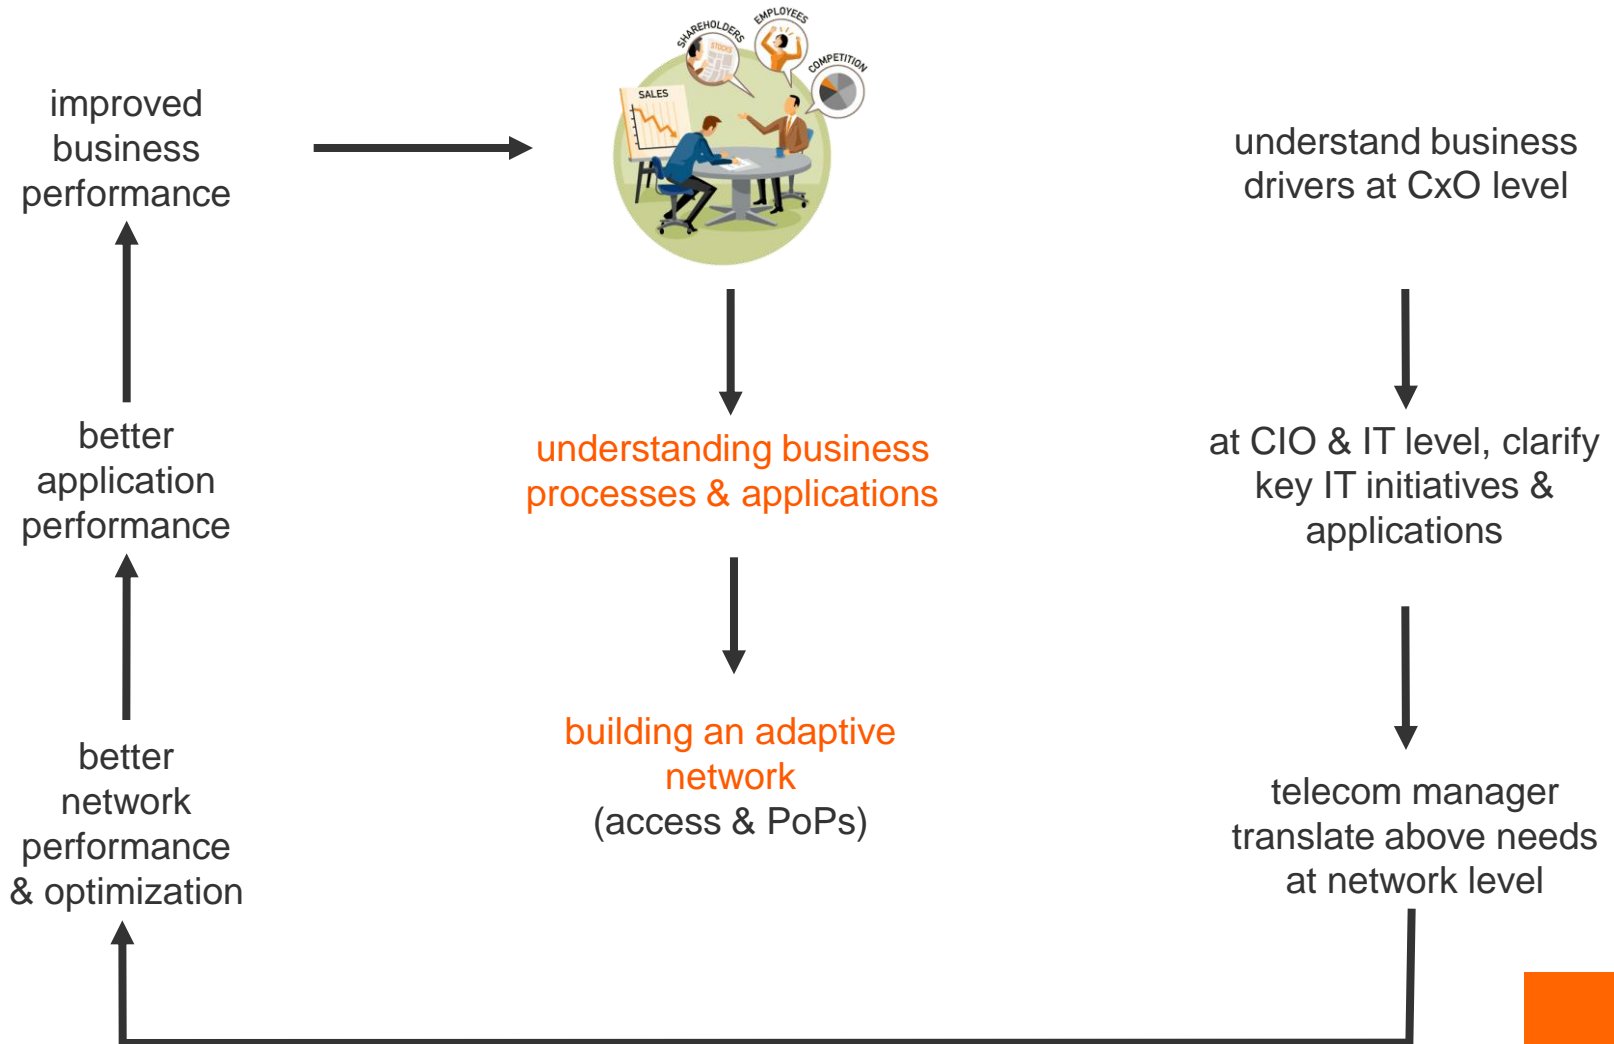 improved
business
performance
better
application
performance
better
network
performance
& optimization
SHAREHOLDERS
EMPLOYEES
COMPETITION
STOCKS
SALES
understanding business
processes & applications
building an adaptive
network
(access & PoPs)
understand business
drivers at CxO level
at CIO & IT level, clarify
key IT initiatives &
applications
telecom manager
translate above needs
at network level